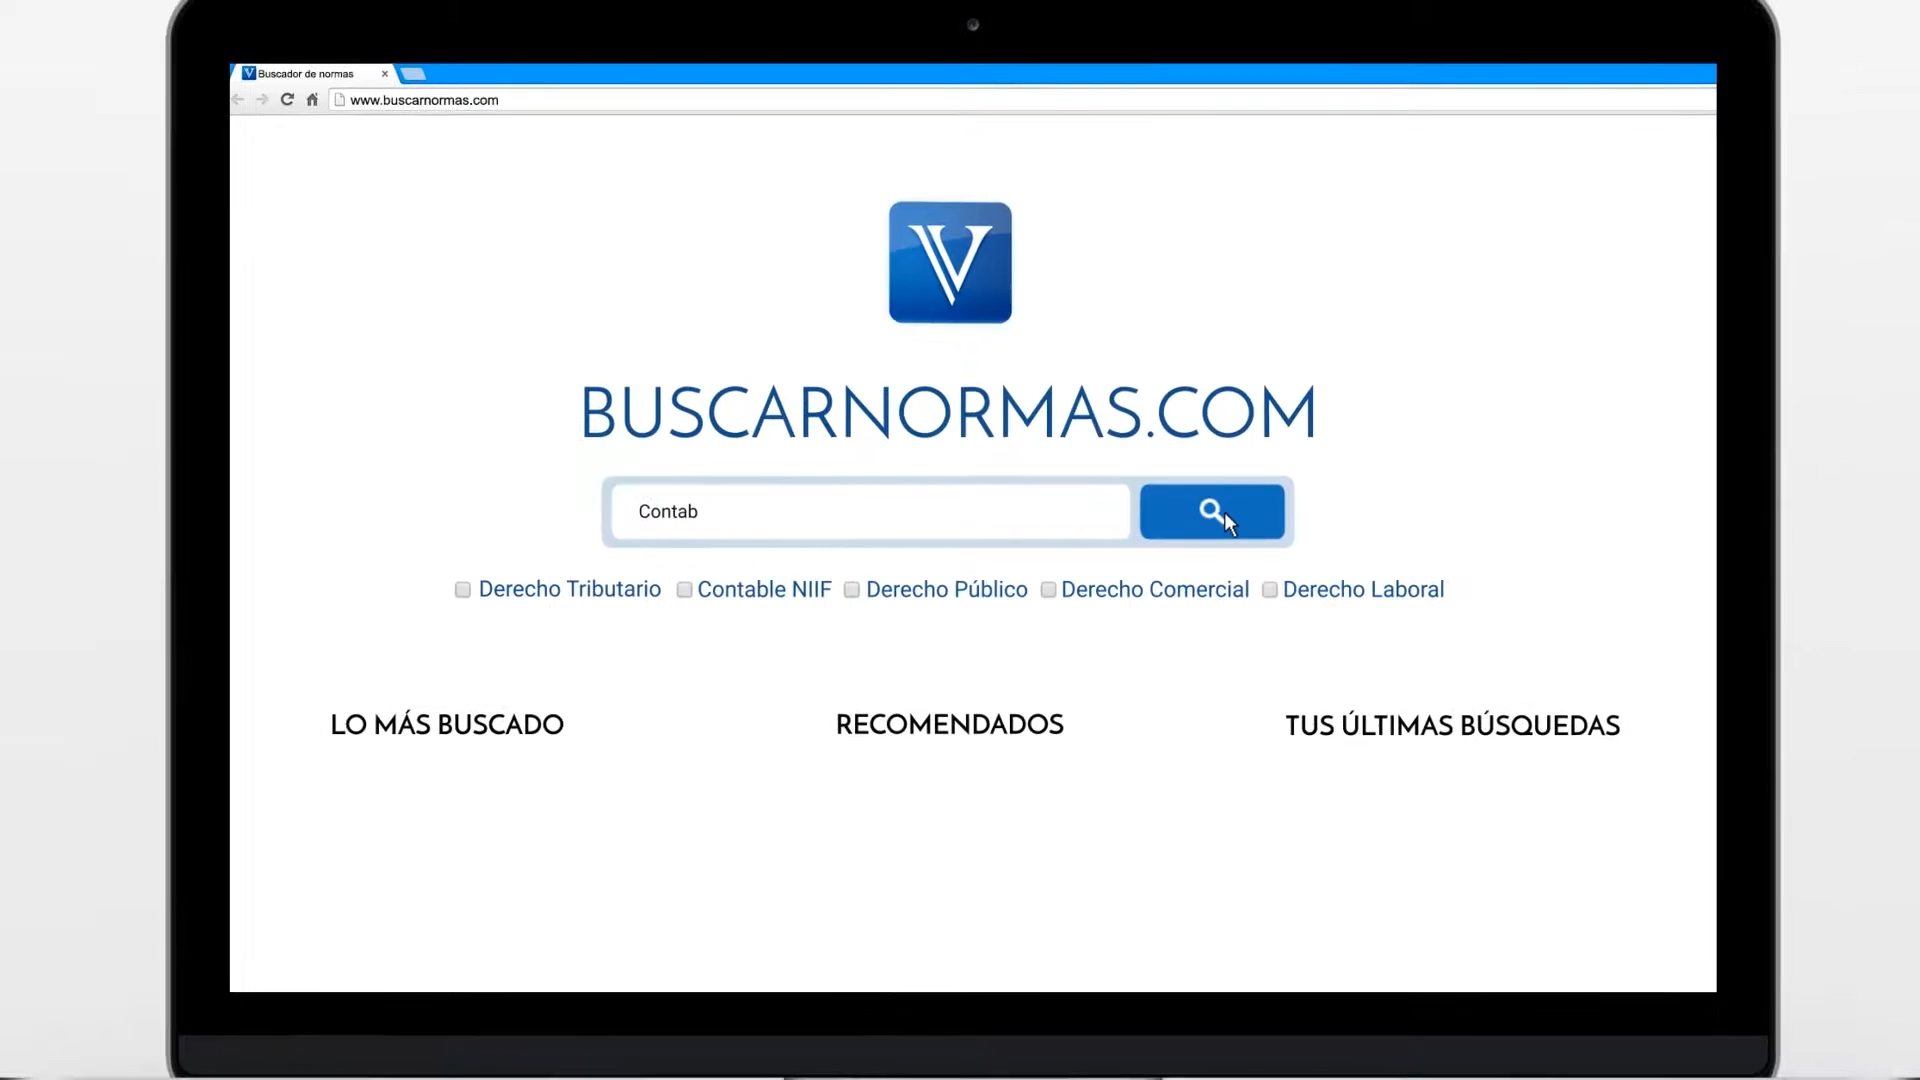 Buscador de normas
www.buscarnormas.com
V
BUSCARNORMAS.COM
Contab
Derecho Tributario Contable NIIF Derecho Público Derecho Comercial Derecho Laboral
LO MÁS BUSCADO RECOMENDADOS TUS ÚLTIMAS BÚSQUEDAS